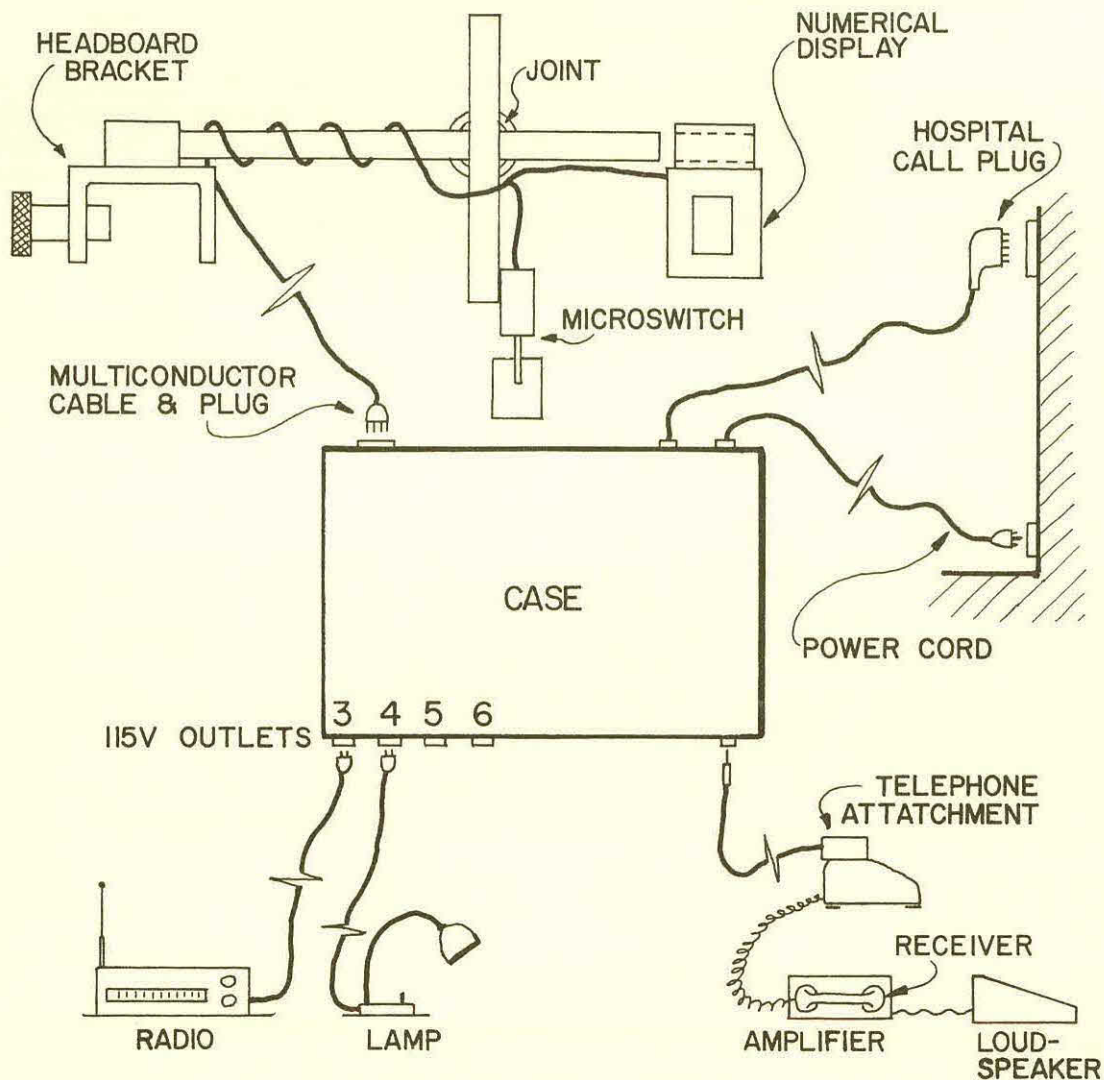 HEADBOARD
BRACKET
JOINT
NUMERICAL
DISPLAY
HOSPITAL
CALL PLUG
MICROSWITCH
MULTICONDUCTOR
CABLE & PLUG
CASE
POWER CORD
3 4 5 6
115V OUTLETS
TELEPHONE
ATTATCHMENT
RECEIVER
RADIO
LAMP
AMPLIFIER
LOUD-
SPEAKER